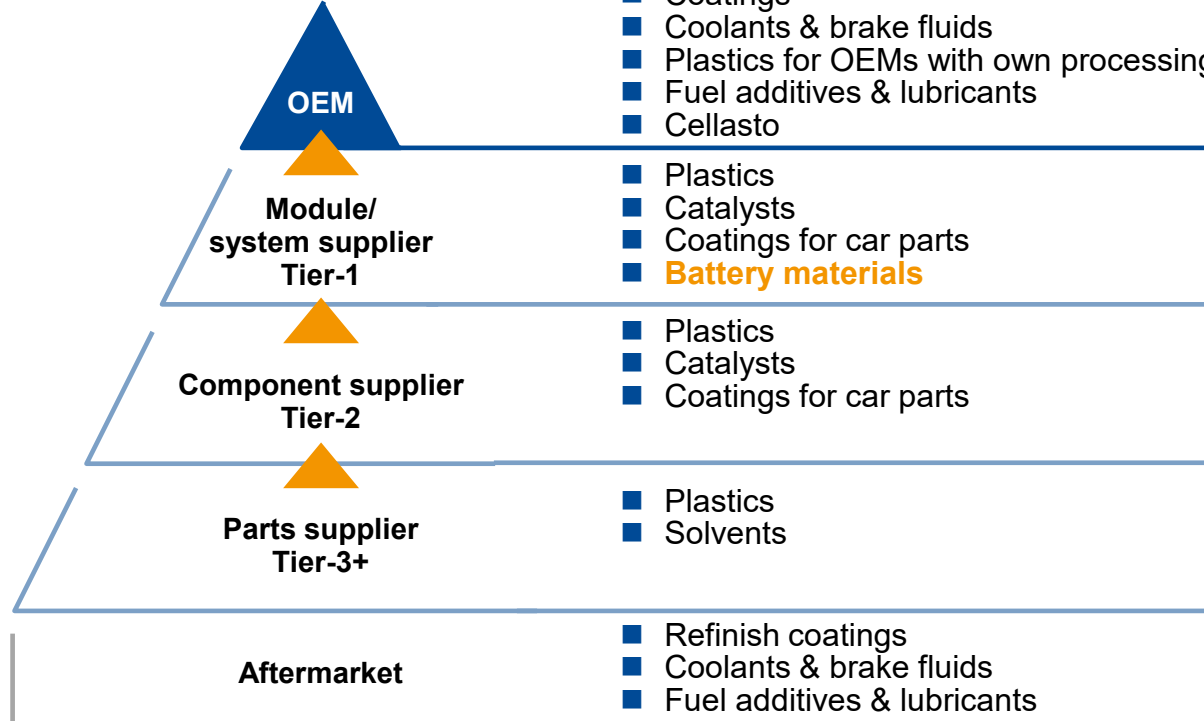 Coatings
Coolants & brake fluids
Plastics for OEMs with own processing
Fuel additives & lubricants
Cellasto
OEM
Plastics
Catalysts
Coatings for car parts
Battery materials
Module/
system supplier
Tier-1
Plastics
Catalysts
Coatings for car parts
Component supplier
Tier-2
Plastics
Solvents
Parts supplier
Tier-3+
Refinish coatings
Coolants & brake fluids
Fuel additives & lubricants
Aftermarket